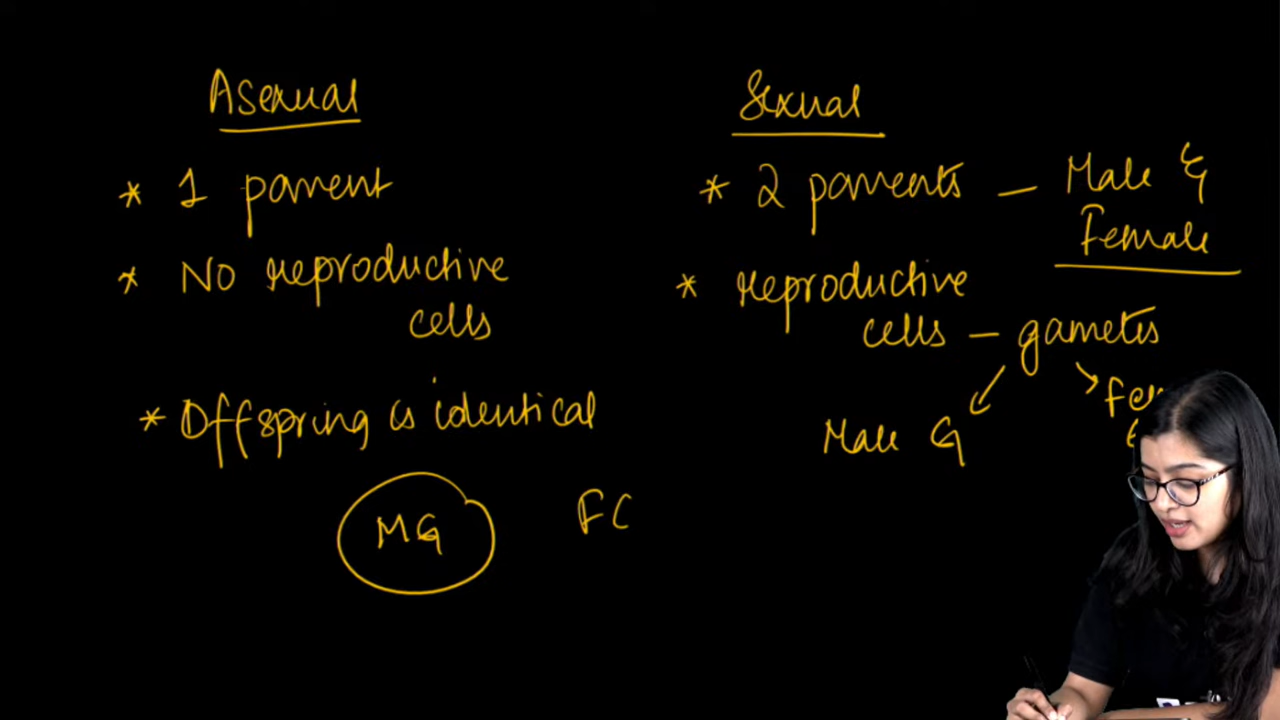 Asexual
* 1 parent
* No reproductive
cells
* Offspring is identical
MG
Sexual
* 2 parents — Male &
Female
* reproductive
cells — gametes
Male G